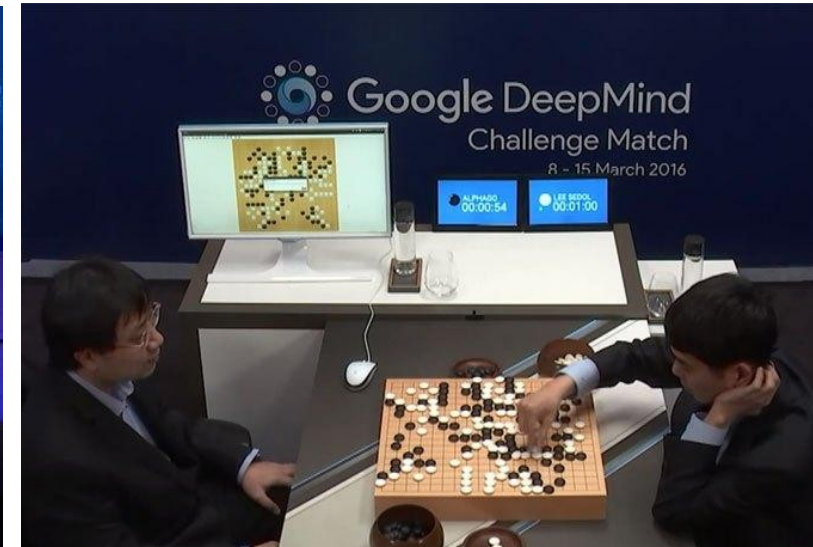 Google DeepMind
Challenge Match
8 - 15 March 2016
ALPHAGO
00:00:54
LEE SEDOL
00:01:00